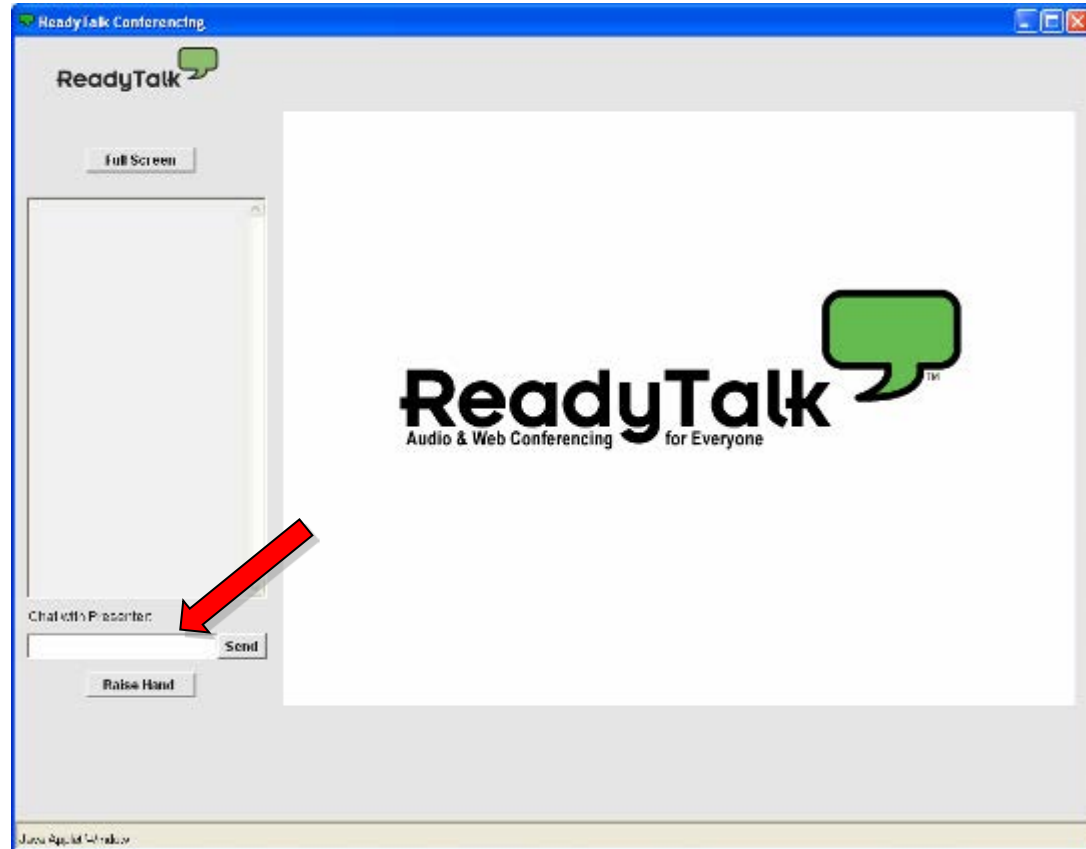 ReadyTalk Conferencing
ReadyTalk
Full Screen
ReadyTalk
TM
Audio & Web Conferencing for Everyone
Chat with Presenter:
Send
Raise Hand
Java Applet Window